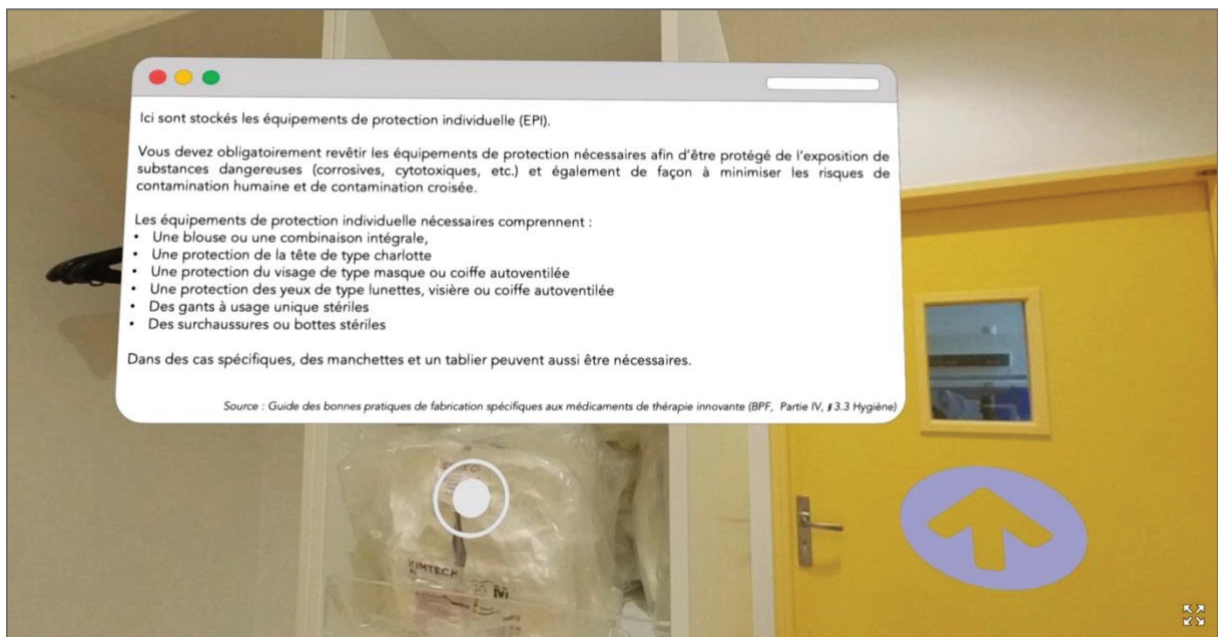 Ici sont stockés les équipements de protection individuelle (EPI).
Vous devez obligatoirement revêtir les équipements de protection nécessaires afin d'être protégé de l'exposition de
substances dangereuses (corrosives, cytotoxiques, etc.) et également de façon à minimiser les risques de
contamination humaine et de contamination croisée.
Les équipements de protection individuelle nécessaires comprennent :
• Une blouse ou une combinaison intégrale,
• Une protection de la tête de type charlotte
• Une protection du visage de type masque ou coiffe autoventilée
• Une protection des yeux de type lunettes, visière ou coiffe autoventilée
• Des gants à usage unique stériles
• Des surchaussures ou bottes stériles
Dans des cas spécifiques, des manchettes et un tablier peuvent aussi être nécessaires.
Source : Guide des bonnes pratiques de fabrication spécifiques aux médicaments de thérapie innovante (BPF, Partie IV, § 3.3 Hygiène)
KIMTECH
M